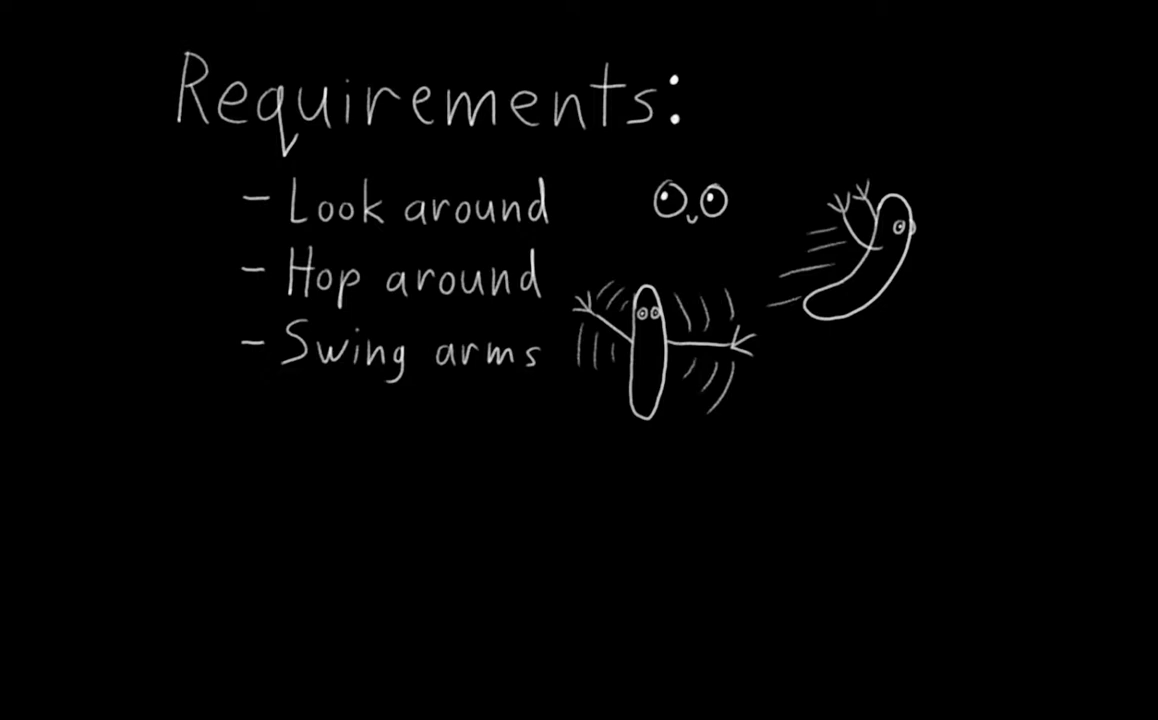 Requirements:
- Look around
- Hop around
- Swing arms